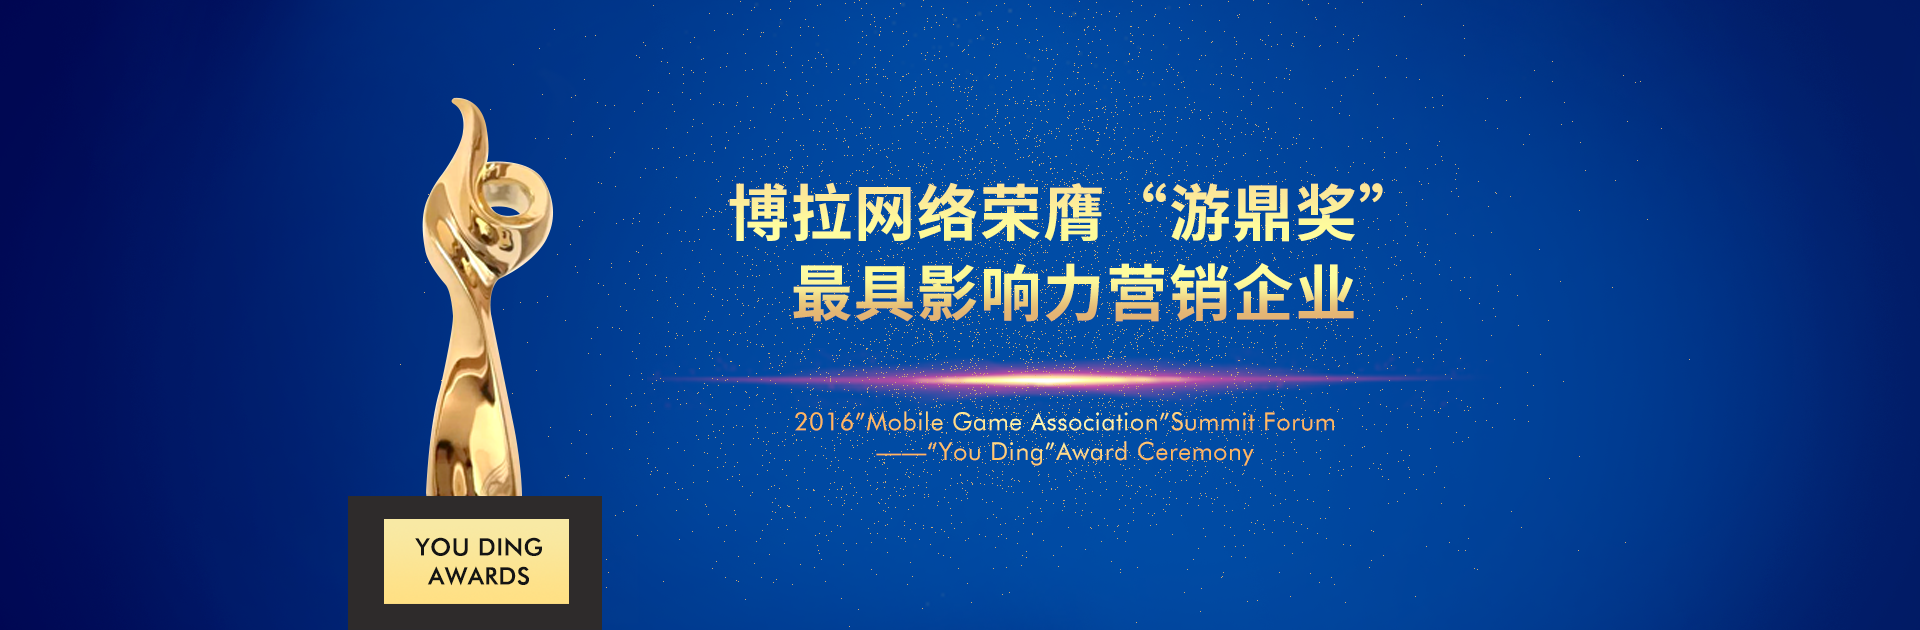 博拉网络荣膺“游鼎奖”
最具影响力营销企业
2016”Mobile Game Association”Summit Forum
——“You Ding”Award Ceremony
YOU DING
AWARDS